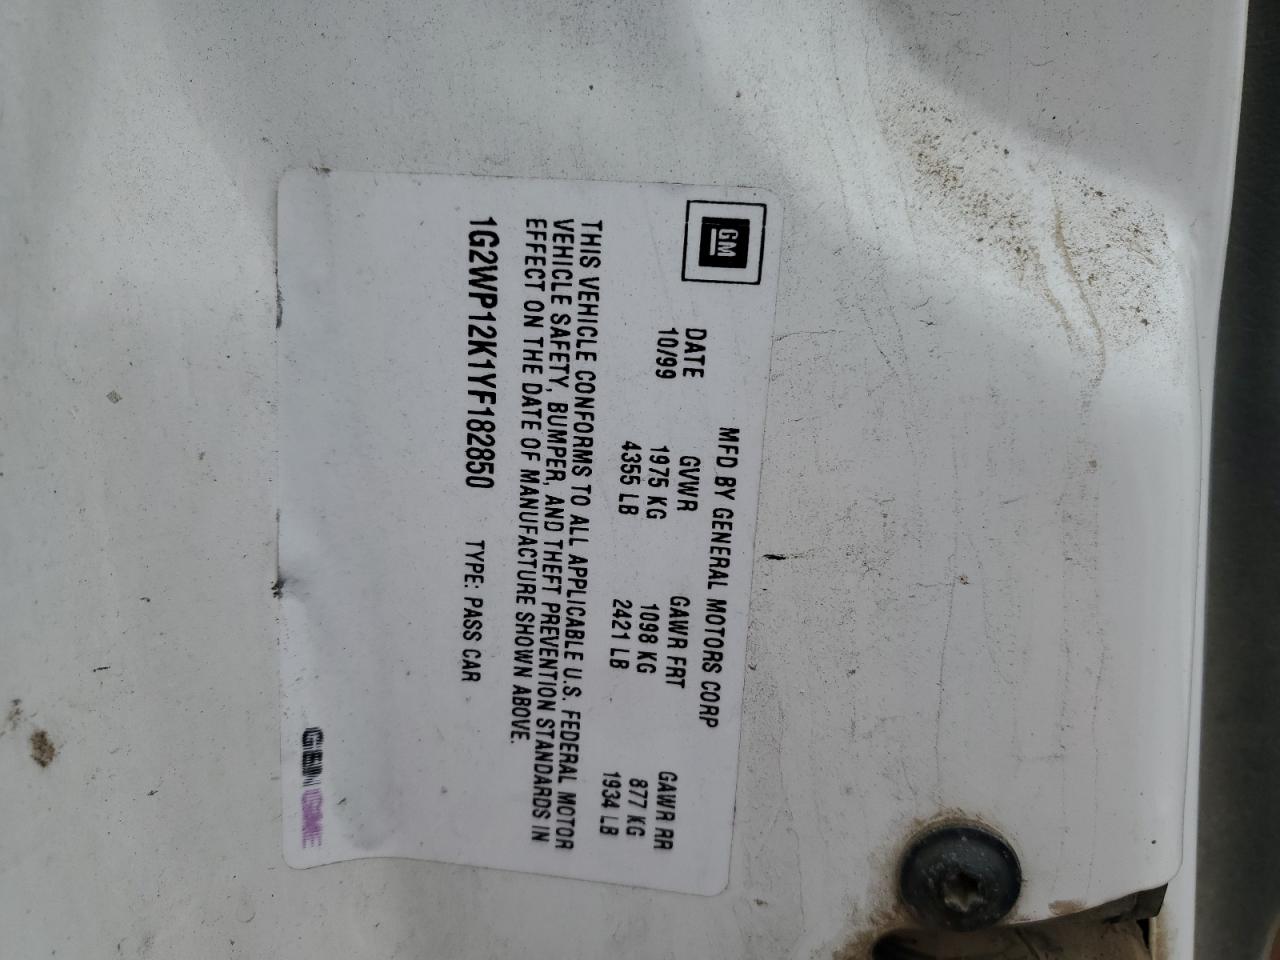 GM
MFD BY GENERAL MOTORS CORP
DATE GVWR GAWR FRT GAWR RR
10/99 1975 KG 1098 KG 877 KG
4355 LB 2421 LB 1934 LB
THIS VEHICLE CONFORMS TO ALL APPLICABLE U.S. FEDERAL MOTOR
VEHICLE SAFETY, BUMPER, AND THEFT PREVENTION STANDARDS IN
EFFECT ON THE DATE OF MANUFACTURE SHOWN ABOVE.
1G2WP12K1YF182850 TYPE: PASS CAR